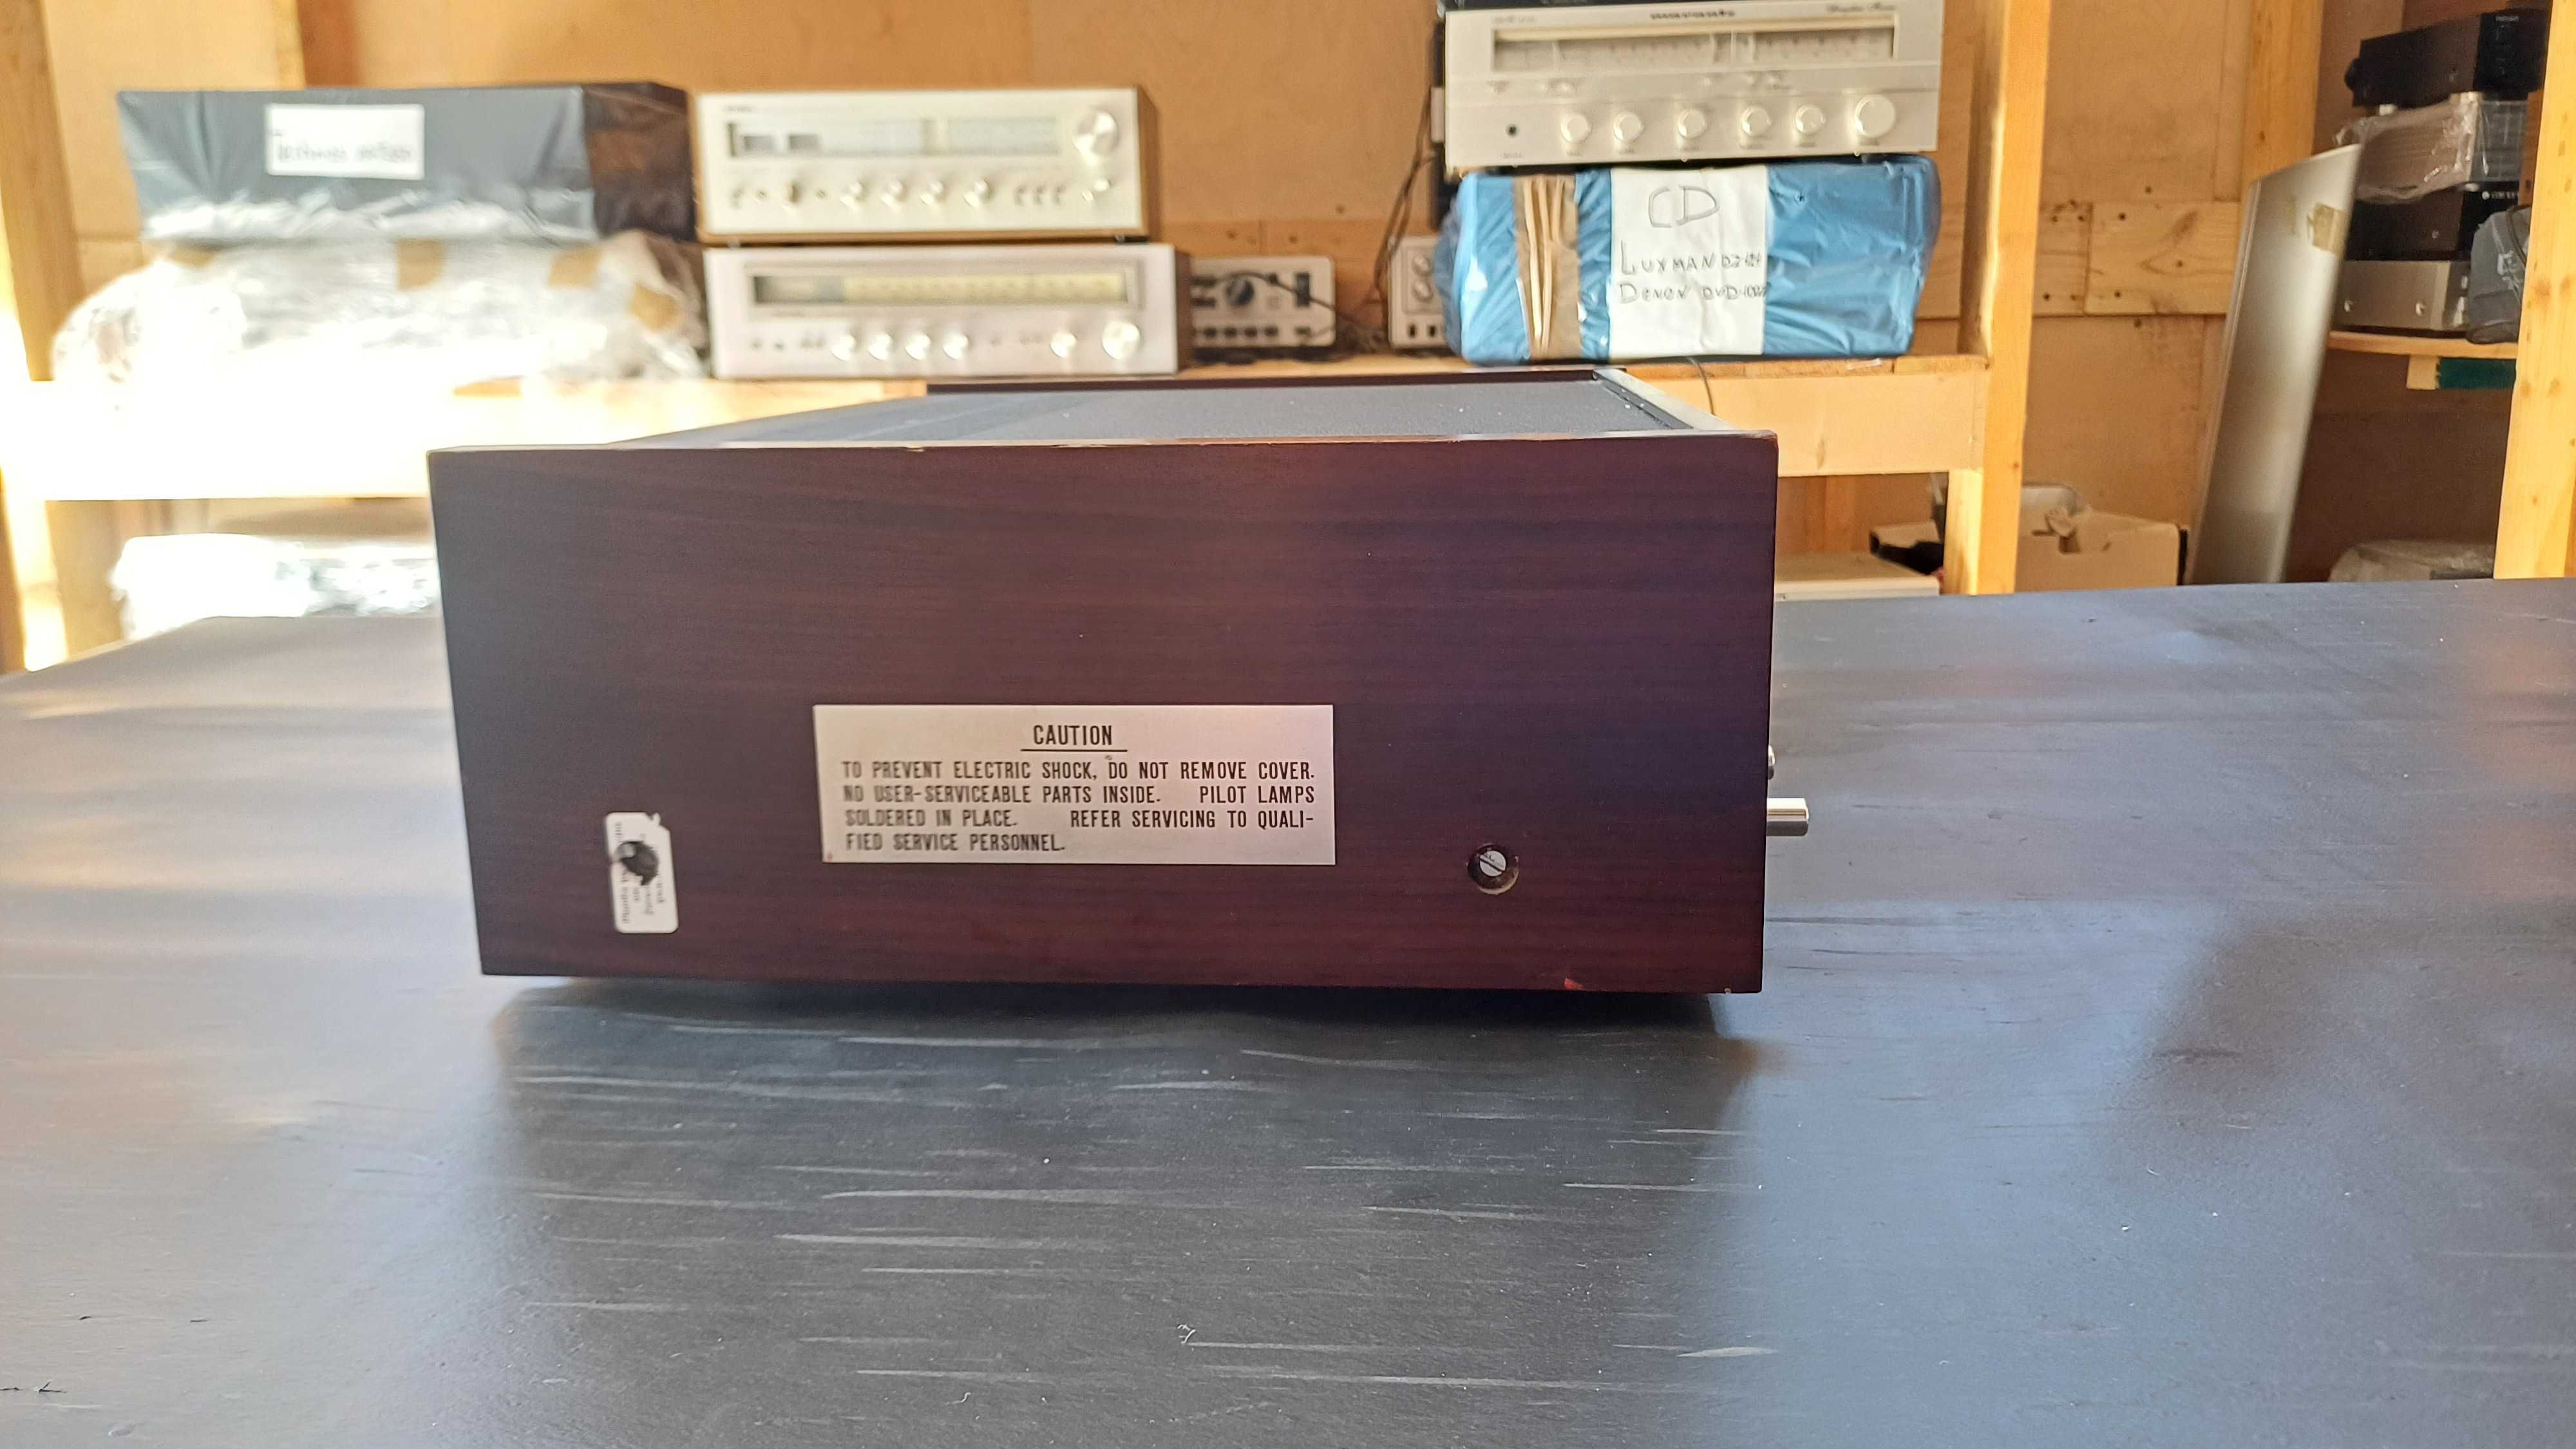 marantz
CD
LUXMAN
DENON
CAUTION
TO PREVENT ELECTRIC SHOCK, DO NOT REMOVE COVER.
NO USER-SERVICEABLE PARTS INSIDE. PILOT LAMPS
SOLDERED IN PLACE. REFER SERVICING TO QUALI-
FIED SERVICE PERSONNEL.